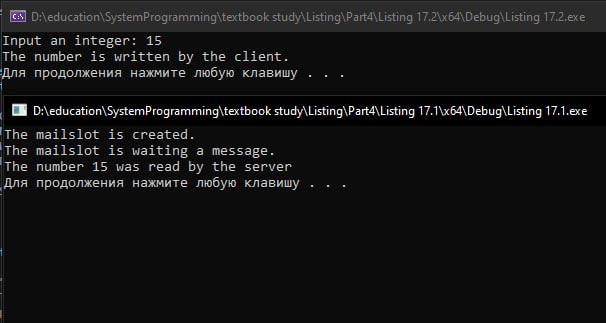 D:\education\SystemProgramming\textbook study\Listing\Part4\Listing 17.2\x64\Debug\Listing 17.2.exe
Input an integer: 15
The number is written by the client.
Для продолжения нажмите любую клавишу . . .
D:\education\SystemProgramming\textbook study\Listing\Part4\Listing 17.1\x64\Debug\Listing 17.1.exe
The mailslot is created.
The mailslot is waiting a message.
The number 15 was read by the server
Для продолжения нажмите любую клавишу . . .